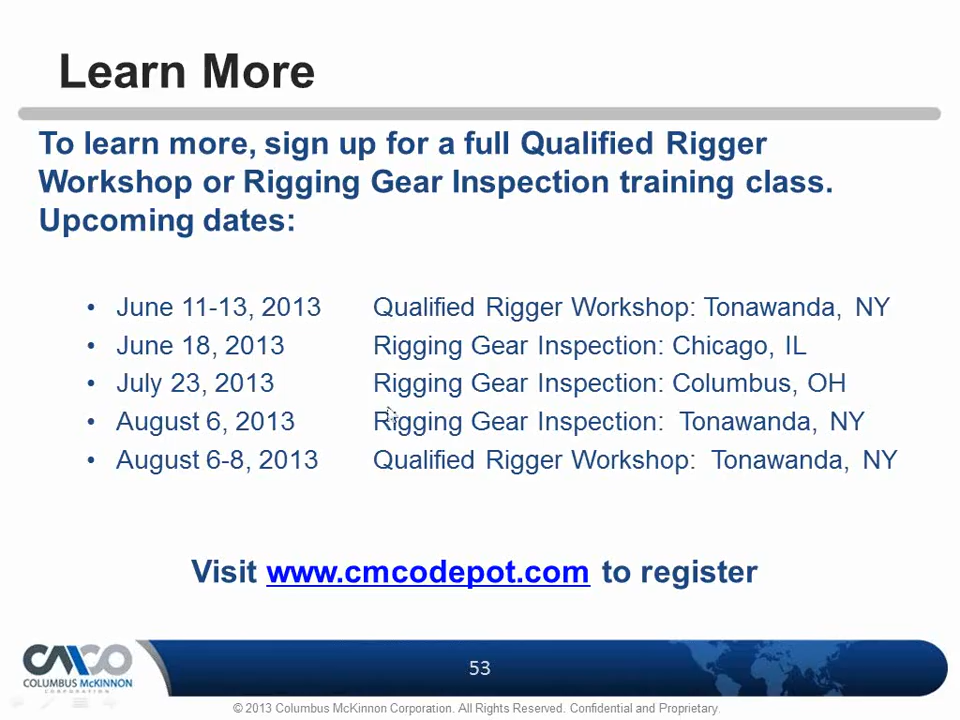 Learn More
To learn more, sign up for a full Qualified Rigger
Workshop or Rigging Gear Inspection training class.
Upcoming dates:
• June 11-13, 2013 Qualified Rigger Workshop: Tonawanda, NY
• June 18, 2013 Rigging Gear Inspection: Chicago, IL
• July 23, 2013 Rigging Gear Inspection: Columbus, OH
• August 6, 2013 Rigging Gear Inspection: Tonawanda, NY
• August 6-8, 2013 Qualified Rigger Workshop: Tonawanda, NY
Visit www.cmcodepot.com to register
CMCO
COLUMBUS McKINNON
CORPORATION
53
© 2013 Columbus McKinnon Corporation. All Rights Reserved. Confidential and Proprietary.